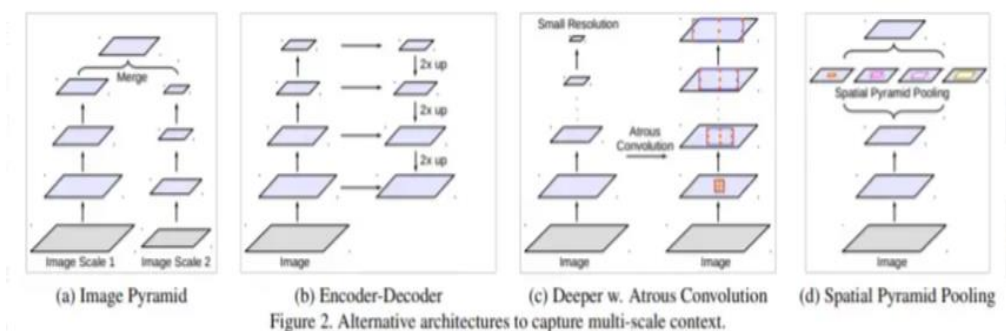 Merge
Image Scale 1
Image Scale 2
(a) Image Pyramid
2x up
2x up
2x up
Image
(b) Encoder-Decoder
Small Resolution
Atrous
Convolution
Image
Image
(c) Deeper w. Atrous Convolution
Spatial Pyramid Pooling
Image
(d) Spatial Pyramid Pooling
Figure 2. Alternative architectures to capture multi-scale context.